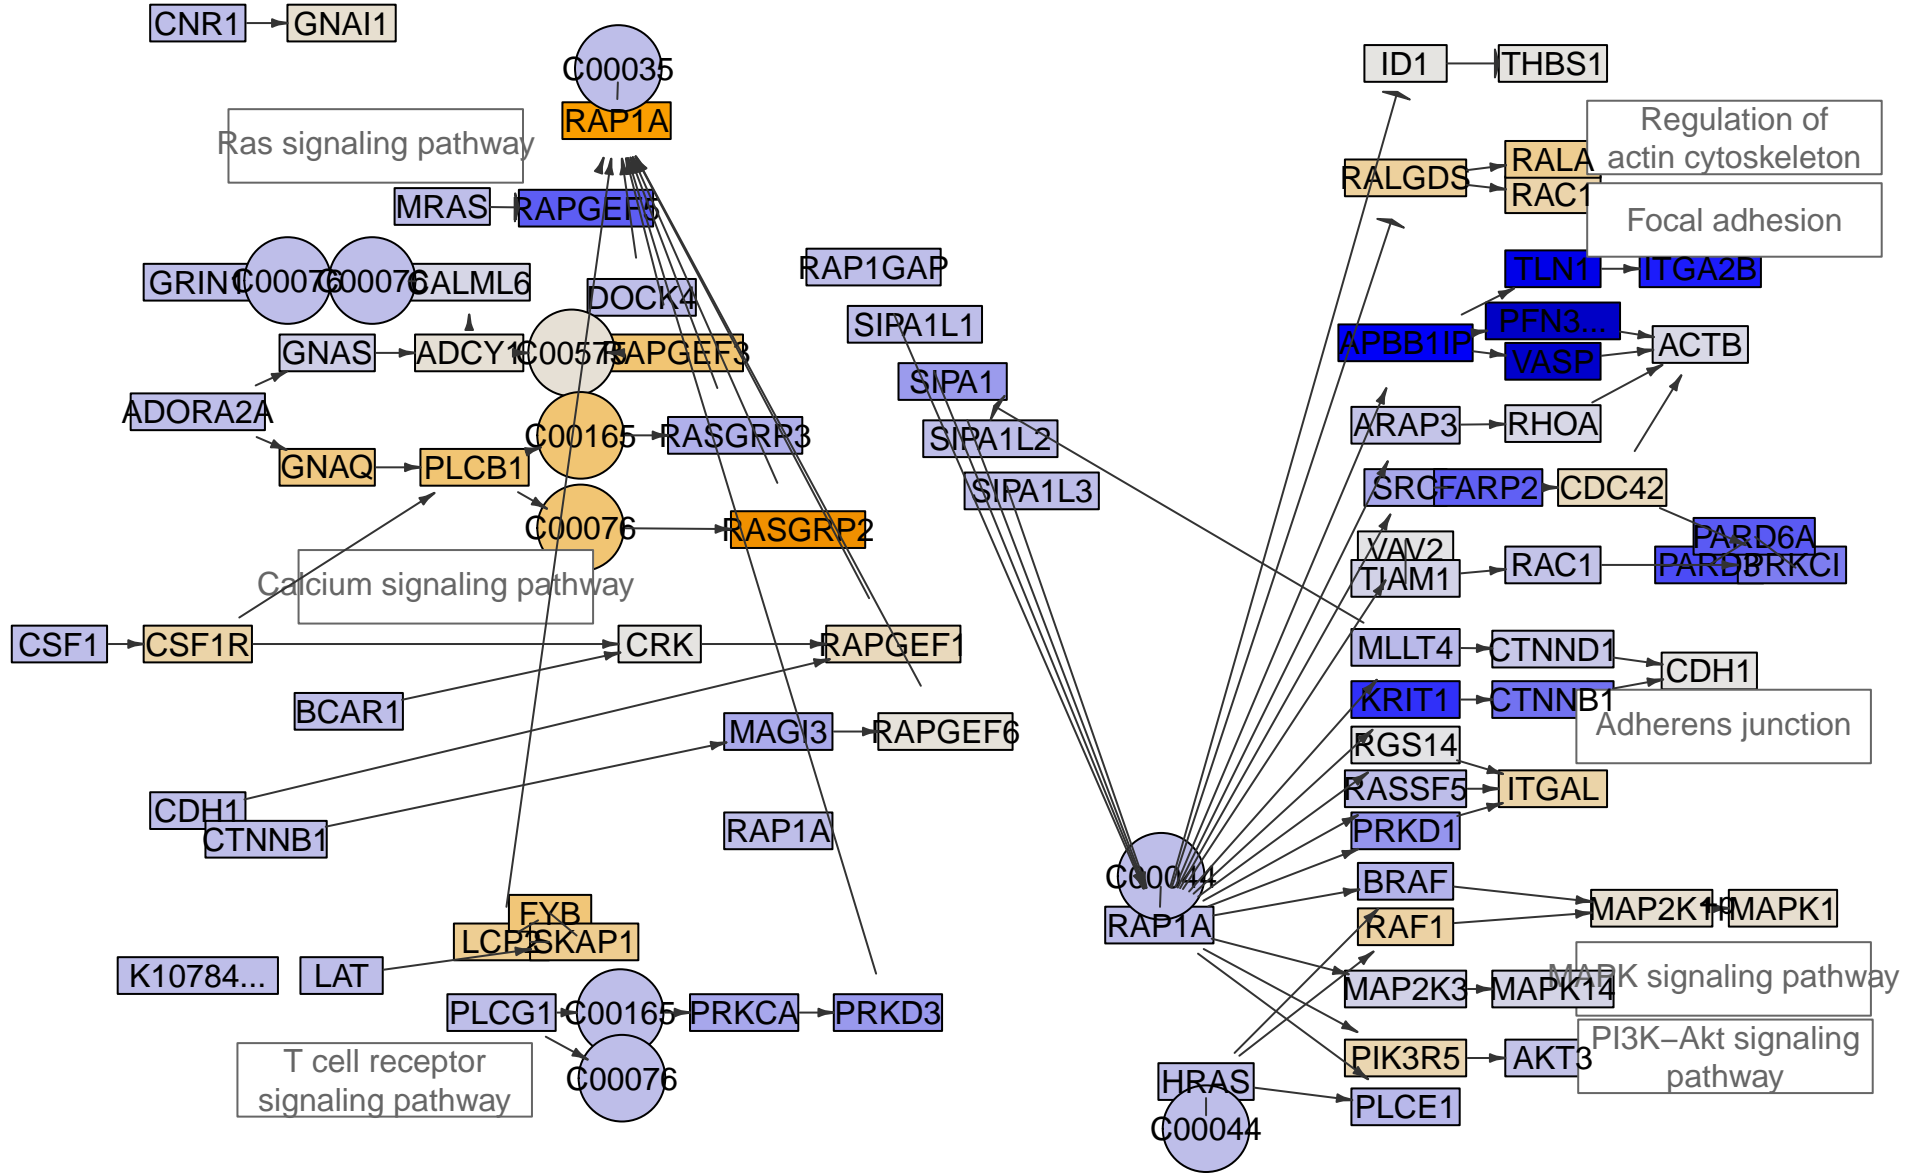 CNR1
GNAI1
C00035
RAP1A
Ras signaling pathway
MRAS
RAPGEF5
GRIN1
C00076
C00076
CALML6
DOCK4
GNAS
ADCY1
C00575
RAPGEF3
ADORA2A
C00165
RASGRP3
GNAQ
PLCB1
C00076
RASGRP2
Calcium signaling pathway
CSF1
CSF1R
CRK
RAPGEF1
BCAR1
MAGI3
RAPGEF6
CDH1
CTNNB1
RAP1A
FYB
LCP2
SKAP1
K10784...
LAT
PLCG1
C00165
PRKCA
PRKD3
C00076
T cell receptor
signaling pathway
RAP1GAP
SIPA1L1
SIPA1
SIPA1L2
SIPA1L3
C00044
RAP1A
HRAS
C00044
ID1
THBS1
Regulation of
actin cytoskeleton
RALGDS
RALA
RAC1
Focal adhesion
TLN1
ITGA2B
APBB1IP
PFN3...
VASP
ACTB
ARAP3
RHOA
SRC
FARP2
CDC42
VAV2
TIAM1
RAC1
PARD6A
PARD3
PRKCI
MLLT4
CTNND1
CDH1
KRIT1
CTNNB1
Adherens junction
RGS14
RASSF5
ITGAL
PRKD1
BRAF
RAF1
MAP2K1
+p
MAPK1
MAP2K3
MAPK14
MAPK signaling pathway
PIK3R5
AKT3
PI3K−Akt signaling
pathway
PLCE1